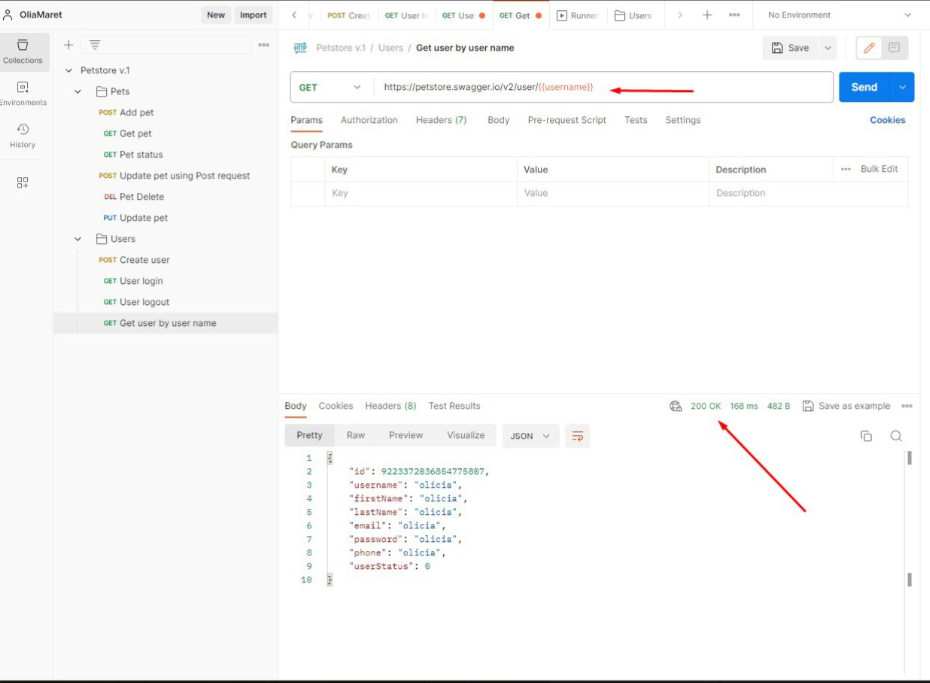 OliaMaret New Import POST Creat GET User lo GET Use GET Get Runner Users No Environment
Collections
Environments
History
Petstore v.1
Pets
POST Add pet
GET Get pet
GET Pet status
POST Update pet using Post request
DEL Pet Delete
PUT Update pet
Users
POST Create user
GET User login
GET User logout
GET Get user by user name
HTTP Petstore v.1 / Users / Get user by user name Save
GET https://petstore.swagger.io/v2/user/{{username}} Send
Params Authorization Headers (7) Body Pre-request Script Tests Settings Cookies
Query Params
Key Value Description Bulk Edit
Key Value Description
Body Cookies Headers (8) Test Results 200 OK 168 ms 482 B Save as example
Pretty Raw Preview Visualize JSON
1 {
2 "id": 9223372036854775807,
3 "username": "olicia",
4 "firstName": "olicia",
5 "lastName": "olicia",
6 "email": "olicia",
7 "password": "olicia",
8 "phone": "olicia",
9 "userStatus": 0
10 }